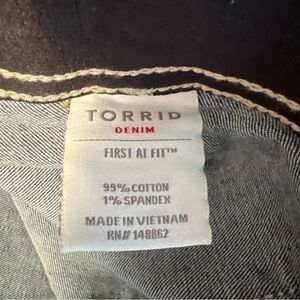 TORRID
DENIM
FIRST AT FIT™
99% COTTON
1% SPANDEX
MADE IN VIETNAM
RN# 148862